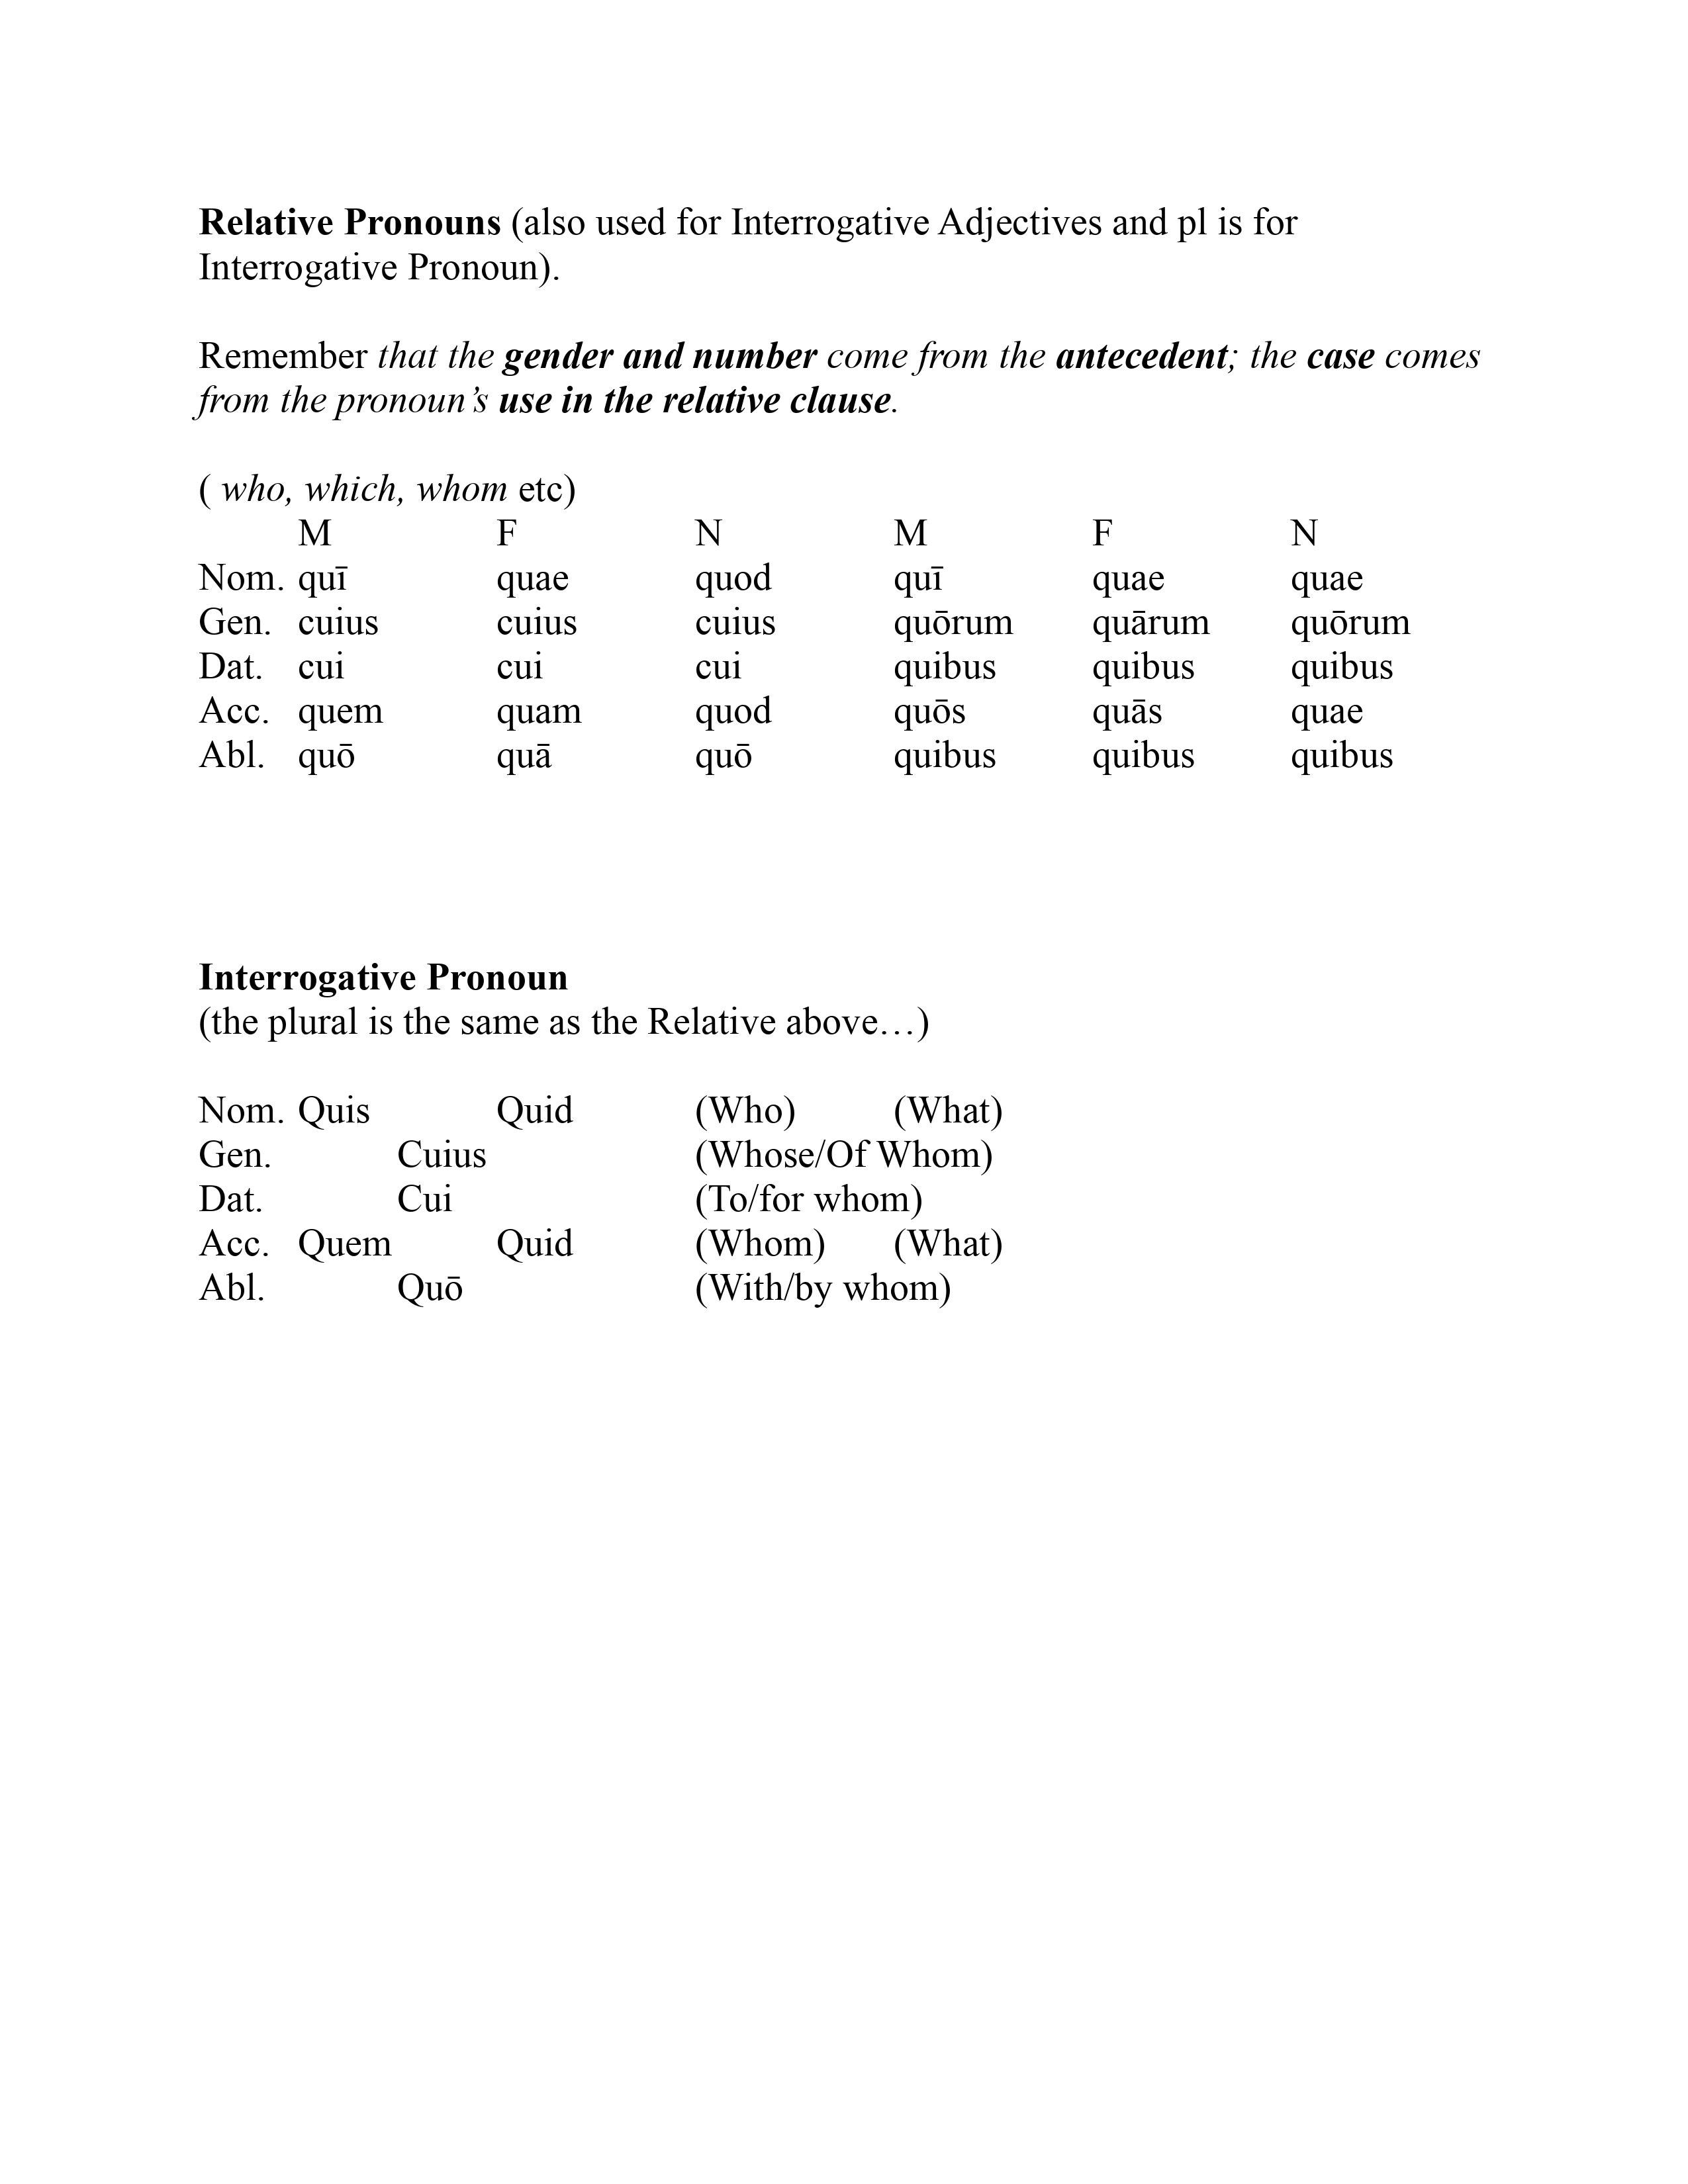 Relative Pronouns (also used for Interrogative Adjectives and pl is for
Interrogative Pronoun).
Remember that the gender and number come from the antecedent; the case comes
from the pronoun’s use in the relative clause.
( who, which, whom etc)
M F N M F N
Nom. quī quae quod quī quae quae
Gen. cuius cuius cuius quōrum quārum quōrum
Dat. cui cui cui quibus quibus quibus
Acc. quem quam quod quōs quās quae
Abl. quō quā quō quibus quibus quibus
Interrogative Pronoun
(the plural is the same as the Relative above…)
Nom. Quis Quid (Who) (What)
Gen. Cuius (Whose/Of Whom)
Dat. Cui (To/for whom)
Acc. Quem Quid (Whom) (What)
Abl. Quō (With/by whom)